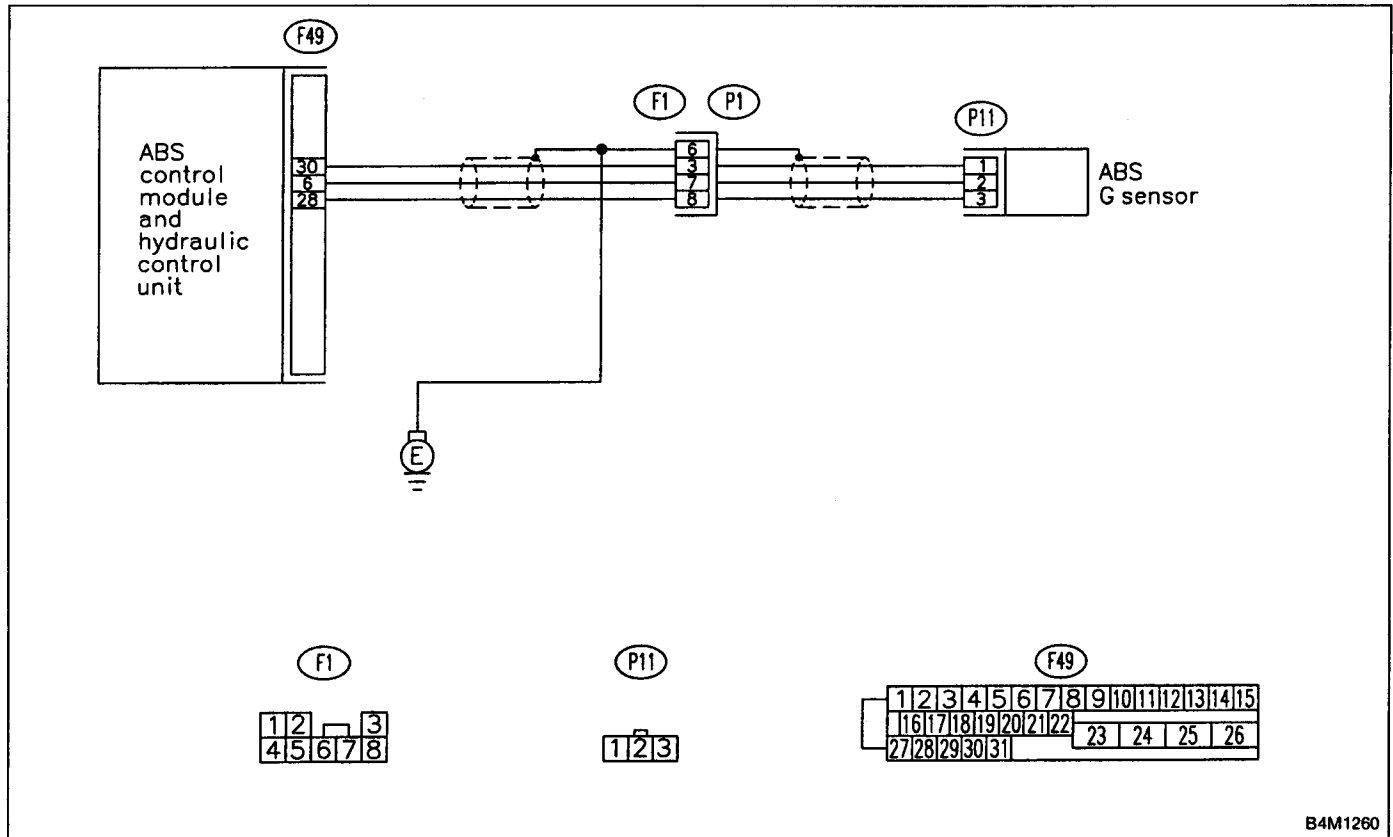 F49
F1 P1
P11
ABS
control
module
and
hydraulic
control
unit
30
6
28
6
3
7
8
1
2
3
ABS
G sensor
E
F1
P11
F49
1 2 3
4 5 6 7 8
1 2 3
1 2 3 4 5 6 7 8 9 10 11 12 13 14 15
16 17 18 19 20 21 22
23 24 25 26
27 28 29 30 31
B4M1260